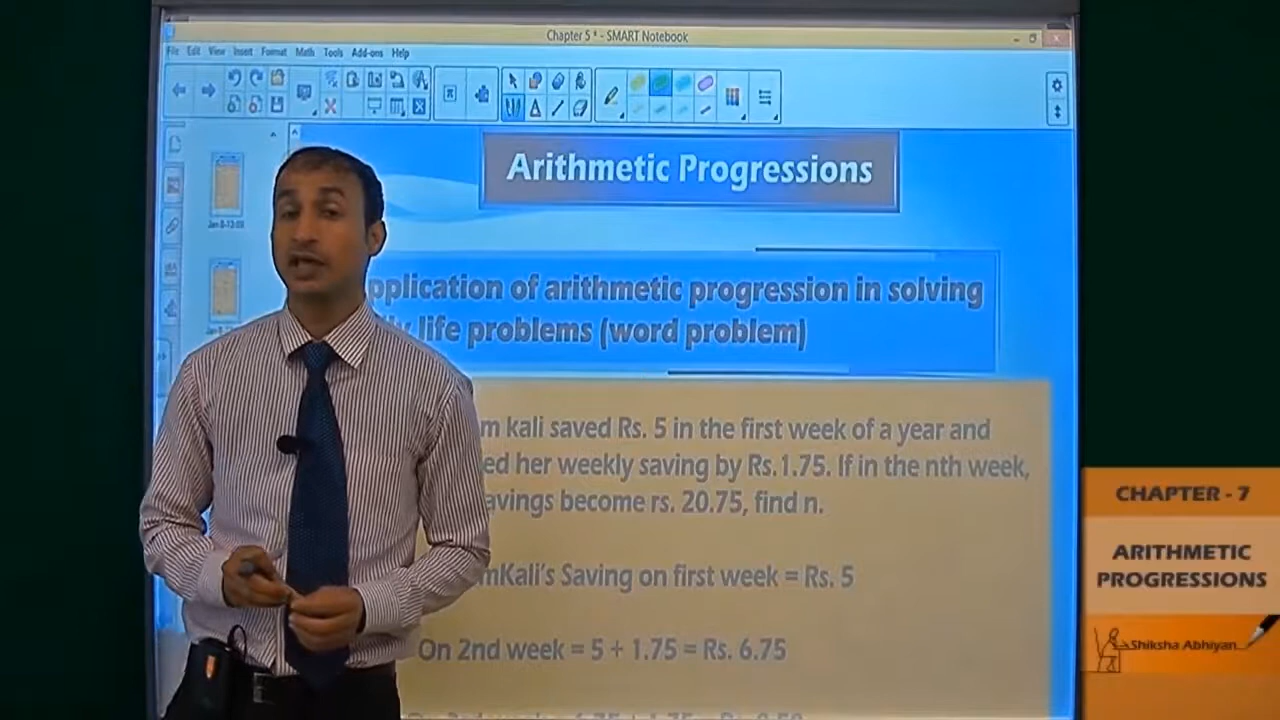 Chapter 5 * - SMART Notebook
File Edit View Insert Format Math Tools Add-ons Help
Arithmetic Progressions
pplication of arithmetic progression in solving
life problems (word problem)
m kali saved Rs. 5 in the first week of a year and
ed her weekly saving by Rs.1.75. If in the nth week,
avings become rs. 20.75, find n.
mKali's Saving on first week = Rs. 5
On 2nd week = 5 + 1.75 = Rs. 6.75
CHAPTER - 7
ARITHMETIC
PROGRESSIONS
Shiksha Abhiyan